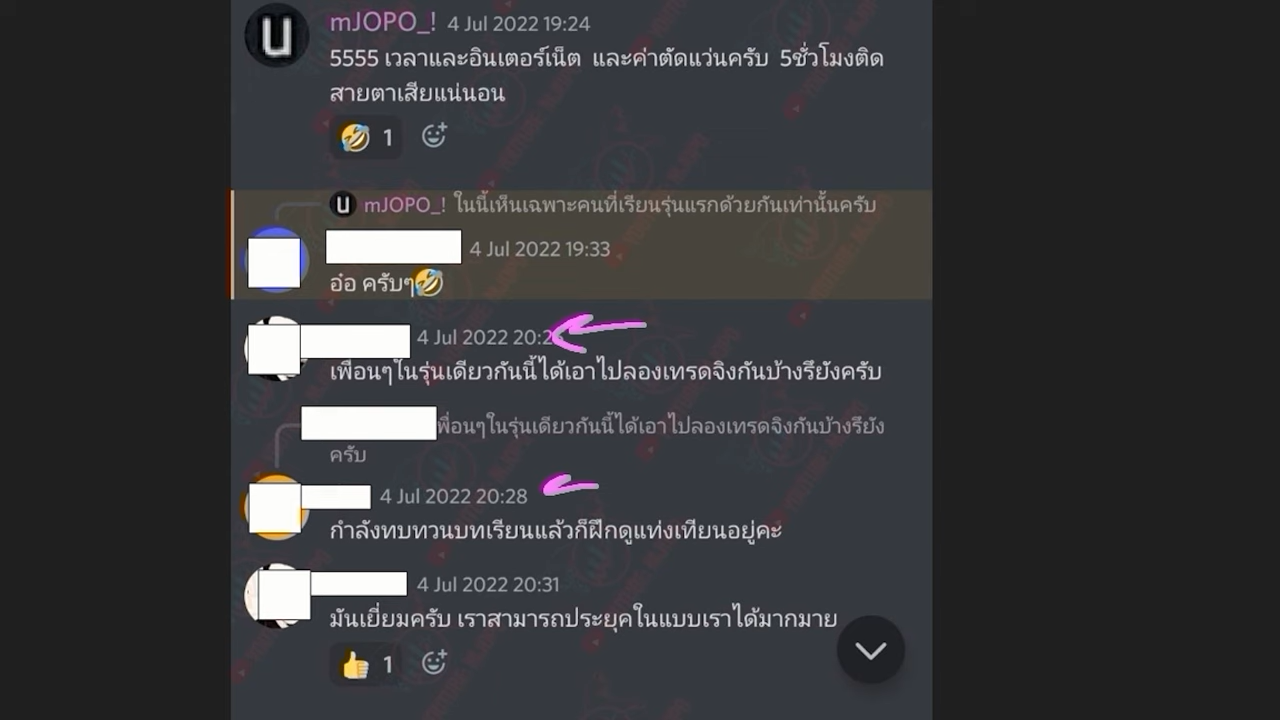 mJOPO_! 4 Jul 2022 19:24
5555 เวลาและอินเตอร์เน็ต และค่าตัดแว่นครับ 5ชั่วโมงติด
สายตาเสียแน่นอน
🤣 1
mJOPO_! ในนี้เห็นเฉพาะคนที่เรียนรุ่นแรกด้วยกันเท่านั้นครับ
4 Jul 2022 19:33
อ๋อ ครับๆ🤣
4 Jul 2022
เพื่อนๆในรุ่นเดียวกันนี้ได้เอาไปลองเทรดจิงกันบ้างรึยังครับ
พื่อนๆในรุ่นเดียวกันนี้ได้เอาไปลองเทรดจิงกันบ้างรึยัง
ครับ
4 Jul 2022 20:28
กำลังทบทวนบทเรียนแล้วก็ฝึกดูแท่งเทียนอยู่คะ
4 Jul 2022 20:31
มันเยี่ยมครับ เราสามารถประยุคในแบบเราได้มากมาย
👍 1